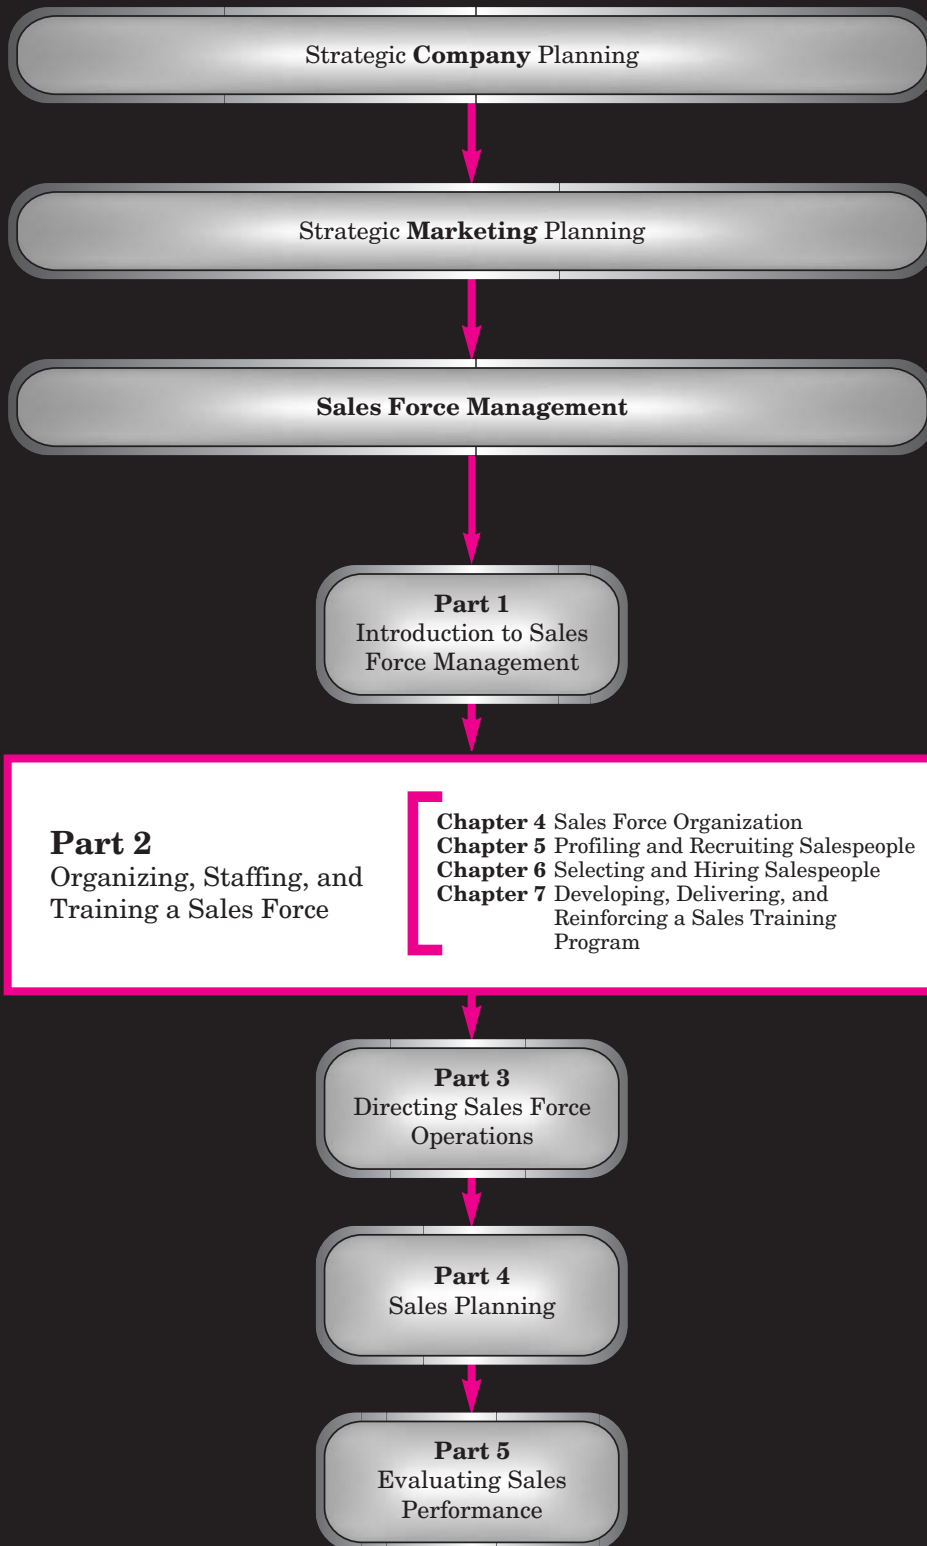 Strategic Company Planning
Strategic Marketing Planning
Sales Force Management
Part 1
Introduction to Sales
Force Management
Part 2
Organizing, Staffing, and
Training a Sales Force
Chapter 4 Sales Force Organization
Chapter 5 Profiling and Recruiting Salespeople
Chapter 6 Selecting and Hiring Salespeople
Chapter 7 Developing, Delivering, and
Reinforcing a Sales Training
Program
Part 3
Directing Sales Force
Operations
Part 4
Sales Planning
Part 5
Evaluating Sales
Performance